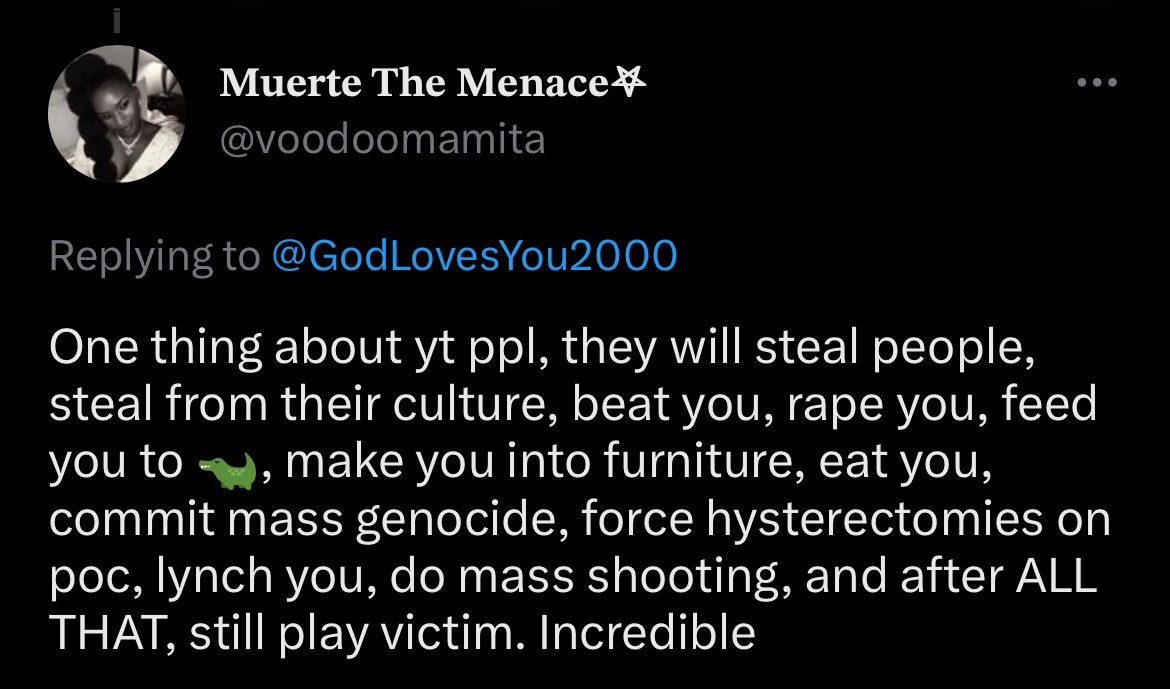 Muerte The Menace⛧
@voodoomamita
Replying to @GodLovesYou2000
One thing about yt ppl, they will steal people,
steal from their culture, beat you, rape you, feed
you to 🐊, make you into furniture, eat you,
commit mass genocide, force hysterectomies on
poc, lynch you, do mass shooting, and after ALL
THAT, still play victim. Incredible